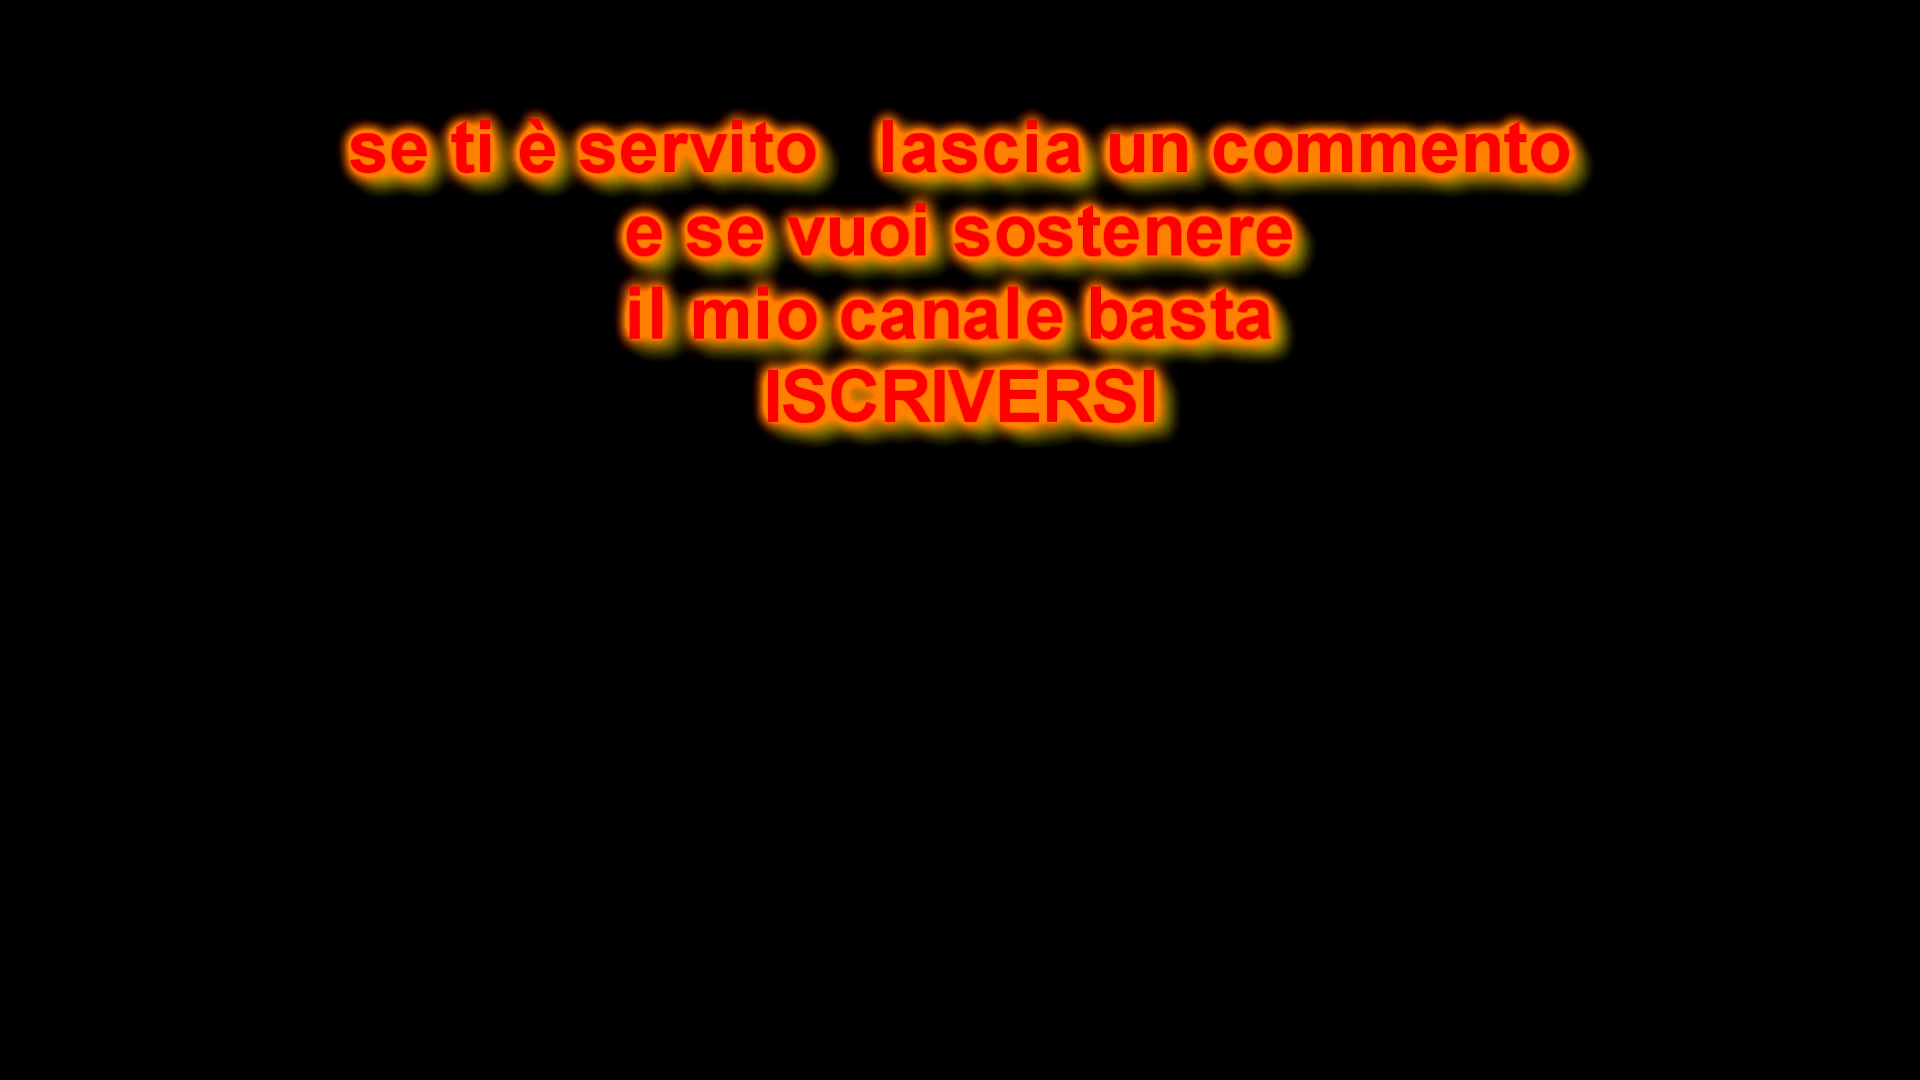 se ti è servito   lascia un commento
e se vuoi sostenere
il mio canale basta
ISCRIVERSI